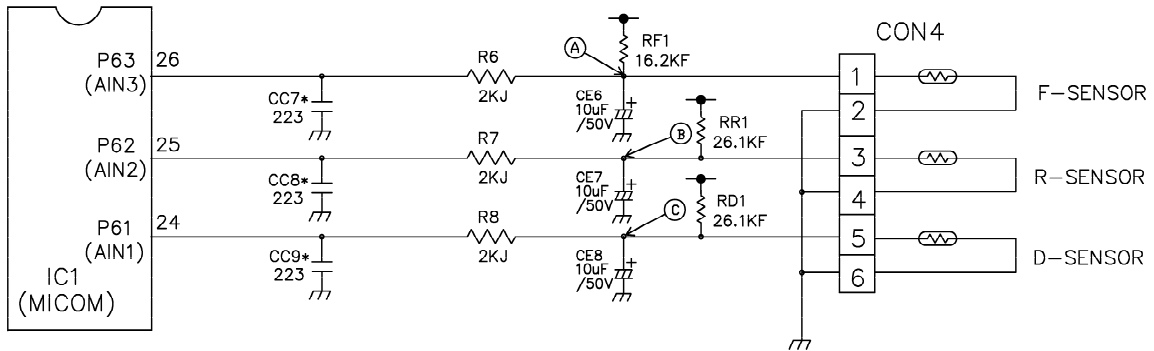 CON4
RF1
16.2KF
A
P63
26
(AIN3)
R6
2KJ
1
F-SENSOR
CC7*
223
CE6
10uF
/50V
+
2
RR1
26.1KF
B
P62
25
(AIN2)
R7
2KJ
3
R-SENSOR
CC8*
223
CE7
10uF
/50V
+
4
RD1
26.1KF
C
P61
24
(AIN1)
R8
2KJ
5
D-SENSOR
CC9*
223
CE8
10uF
/50V
+
6
IC1
(MICOM)